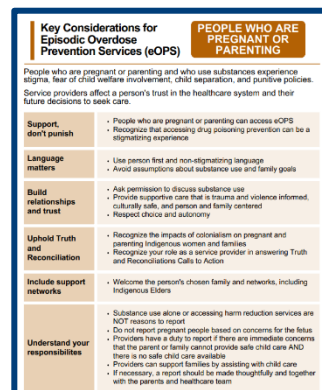 Key Considerations for
Episodic Overdose
Prevention Services (eOPS)
PEOPLE WHO ARE
PREGNANT OR
PARENTING
People who are pregnant or parenting and who use substances experience
stigma, fear of child welfare involvement, child separation, and punitive policies.
Service providers affect a person's trust in the healthcare system and their
future decisions to seek care.
Support,
don't punish
• People who are pregnant or parenting can access eOPS
• Recognize that accessing drug poisoning prevention can be a
stigmatizing experience
Language
matters
• Use person first and non-stigmatizing language
• Avoid assumptions about substance use and family goals
Build
relationships
and trust
• Ask permission to discuss substance use
• Provide supportive care that is trauma and violence informed,
culturally safe, and person and family centered
• Respect choice and autonomy
Uphold Truth
and
Reconciliation
• Recognize the impacts of colonialism on pregnant and
parenting Indigenous women and families
• Recognize your role as a service provider in answering Truth
and Reconciliations Calls to Action
Include support
networks
• Welcome the person's chosen family and networks, including
Indigenous Elders
Understand your
responsibilites
• Substance use alone or accessing harm reduction services are
NOT reasons to report
• Do not report pregnant people based on concerns for the fetus
• Providers have a duty to report if there are immediate concerns
that the parent or family cannot provide safe child care AND
there is no safe child care available
• Providers can support families by assisting with child care
• If necessary, a report should be made thoughtfully and together
with the parents and healthcare team